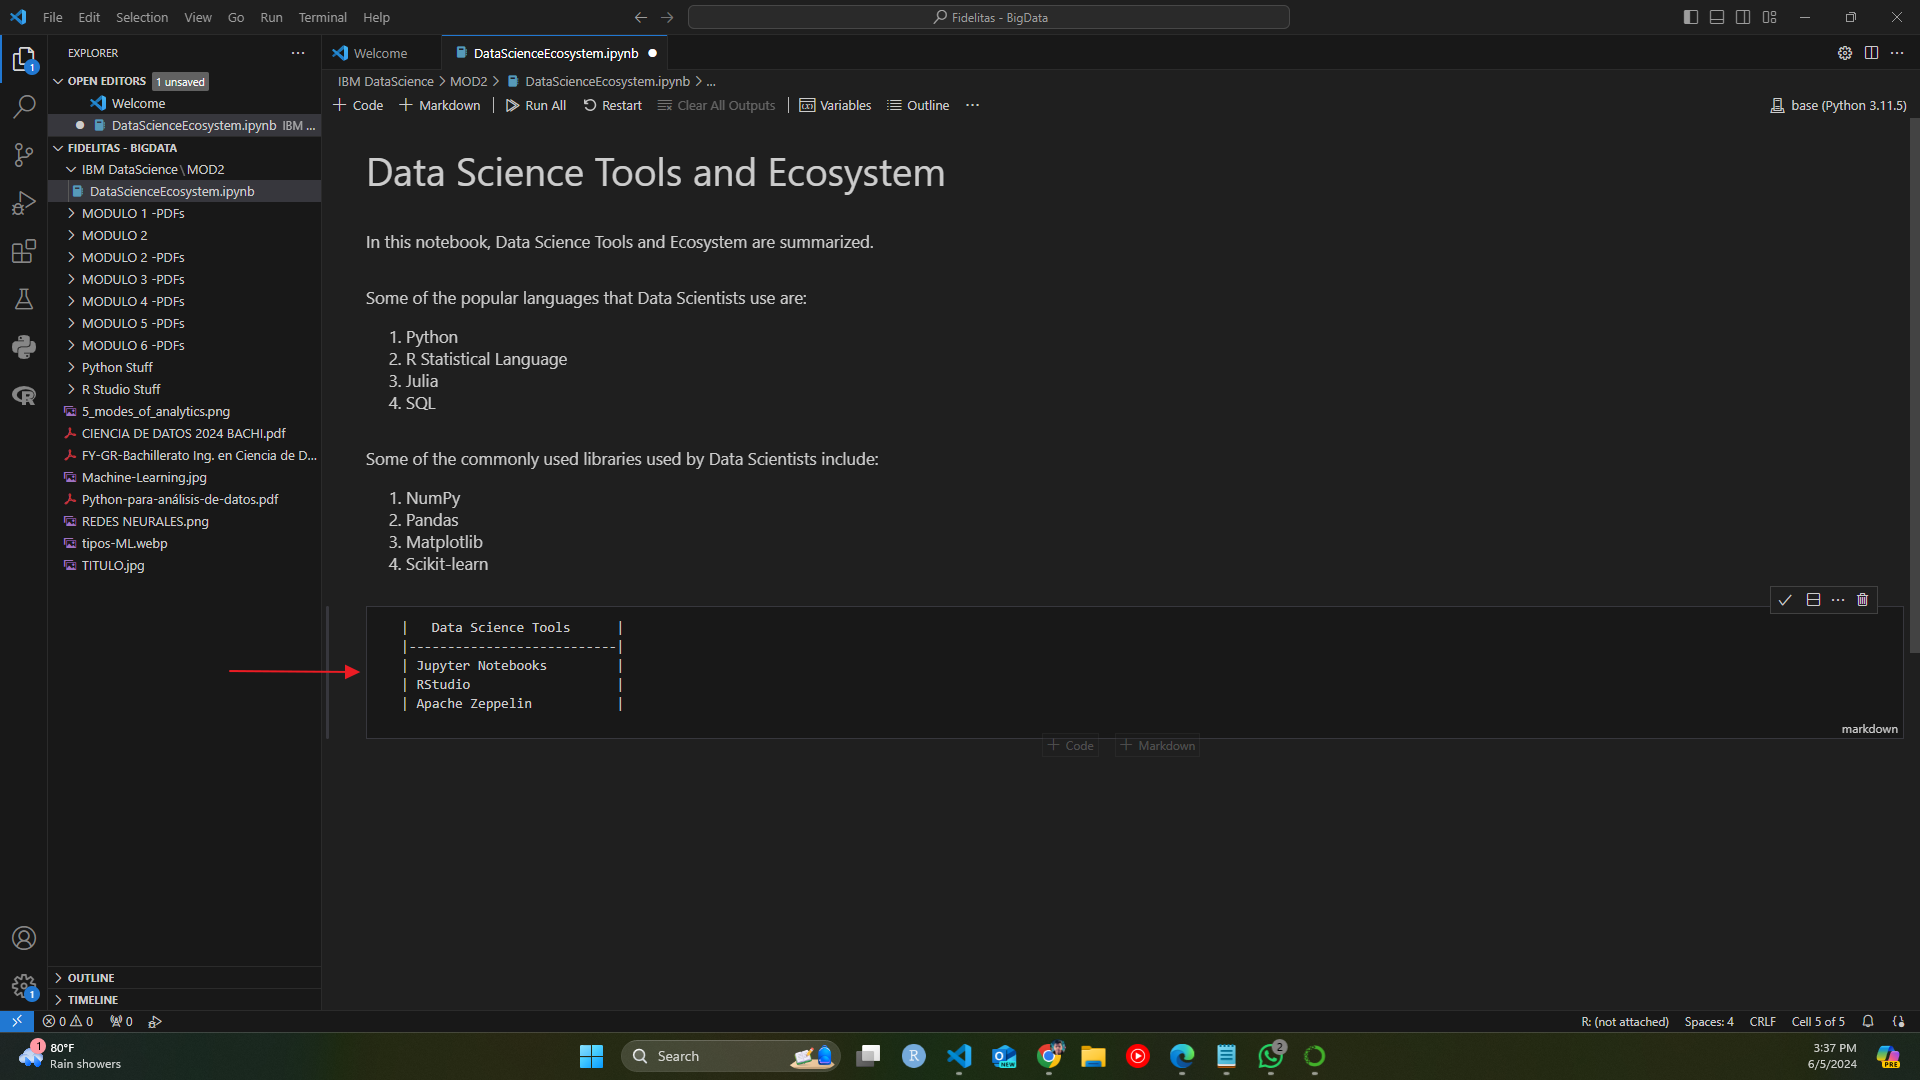 File Edit Selection View Go Run Terminal Help
Fidelitas - BigData
EXPLORER
OPEN EDITORS 1 unsaved
Welcome
DataScienceEcosystem.ipynb IBM ...
FIDELITAS - BIGDATA
IBM DataScience\MOD2
DataScienceEcosystem.ipynb
MODULO 1 -PDFs
MODULO 2
MODULO 2 -PDFs
MODULO 3 -PDFs
MODULO 4 -PDFs
MODULO 5 -PDFs
MODULO 6 -PDFs
Python Stuff
R Studio Stuff
5_modes_of_analytics.png
CIENCIA DE DATOS 2024 BACHI.pdf
FY-GR-Bachillerato Ing. en Ciencia de D...
Machine-Learning.jpg
Python-para-análisis-de-datos.pdf
REDES NEURALES.png
tipos-ML.webp
TITULO.jpg
OUTLINE
TIMELINE
1
1
Welcome
DataScienceEcosystem.ipynb
IBM DataScience > MOD2 > DataScienceEcosystem.ipynb > ...
+ Code + Markdown | Run All Restart Clear All Outputs | Variables Outline ...
base (Python 3.11.5)
Data Science Tools and Ecosystem
In this notebook, Data Science Tools and Ecosystem are summarized.
Some of the popular languages that Data Scientists use are:
1. Python
2. R Statistical Language
3. Julia
4. SQL
Some of the commonly used libraries used by Data Scientists include:
1. NumPy
2. Pandas
3. Matplotlib
4. Scikit-learn
|   Data Science Tools      |
|---------------------------|
| Jupyter Notebooks         |
| RStudio                   |
| Apache Zeppelin           |
markdown
+ Code + Markdown
0 0 0
R: (not attached) Spaces: 4 CRLF Cell 5 of 5
1
80°F
Rain showers
Search
R
NEW
2
3:37 PM
6/5/2024
PRE